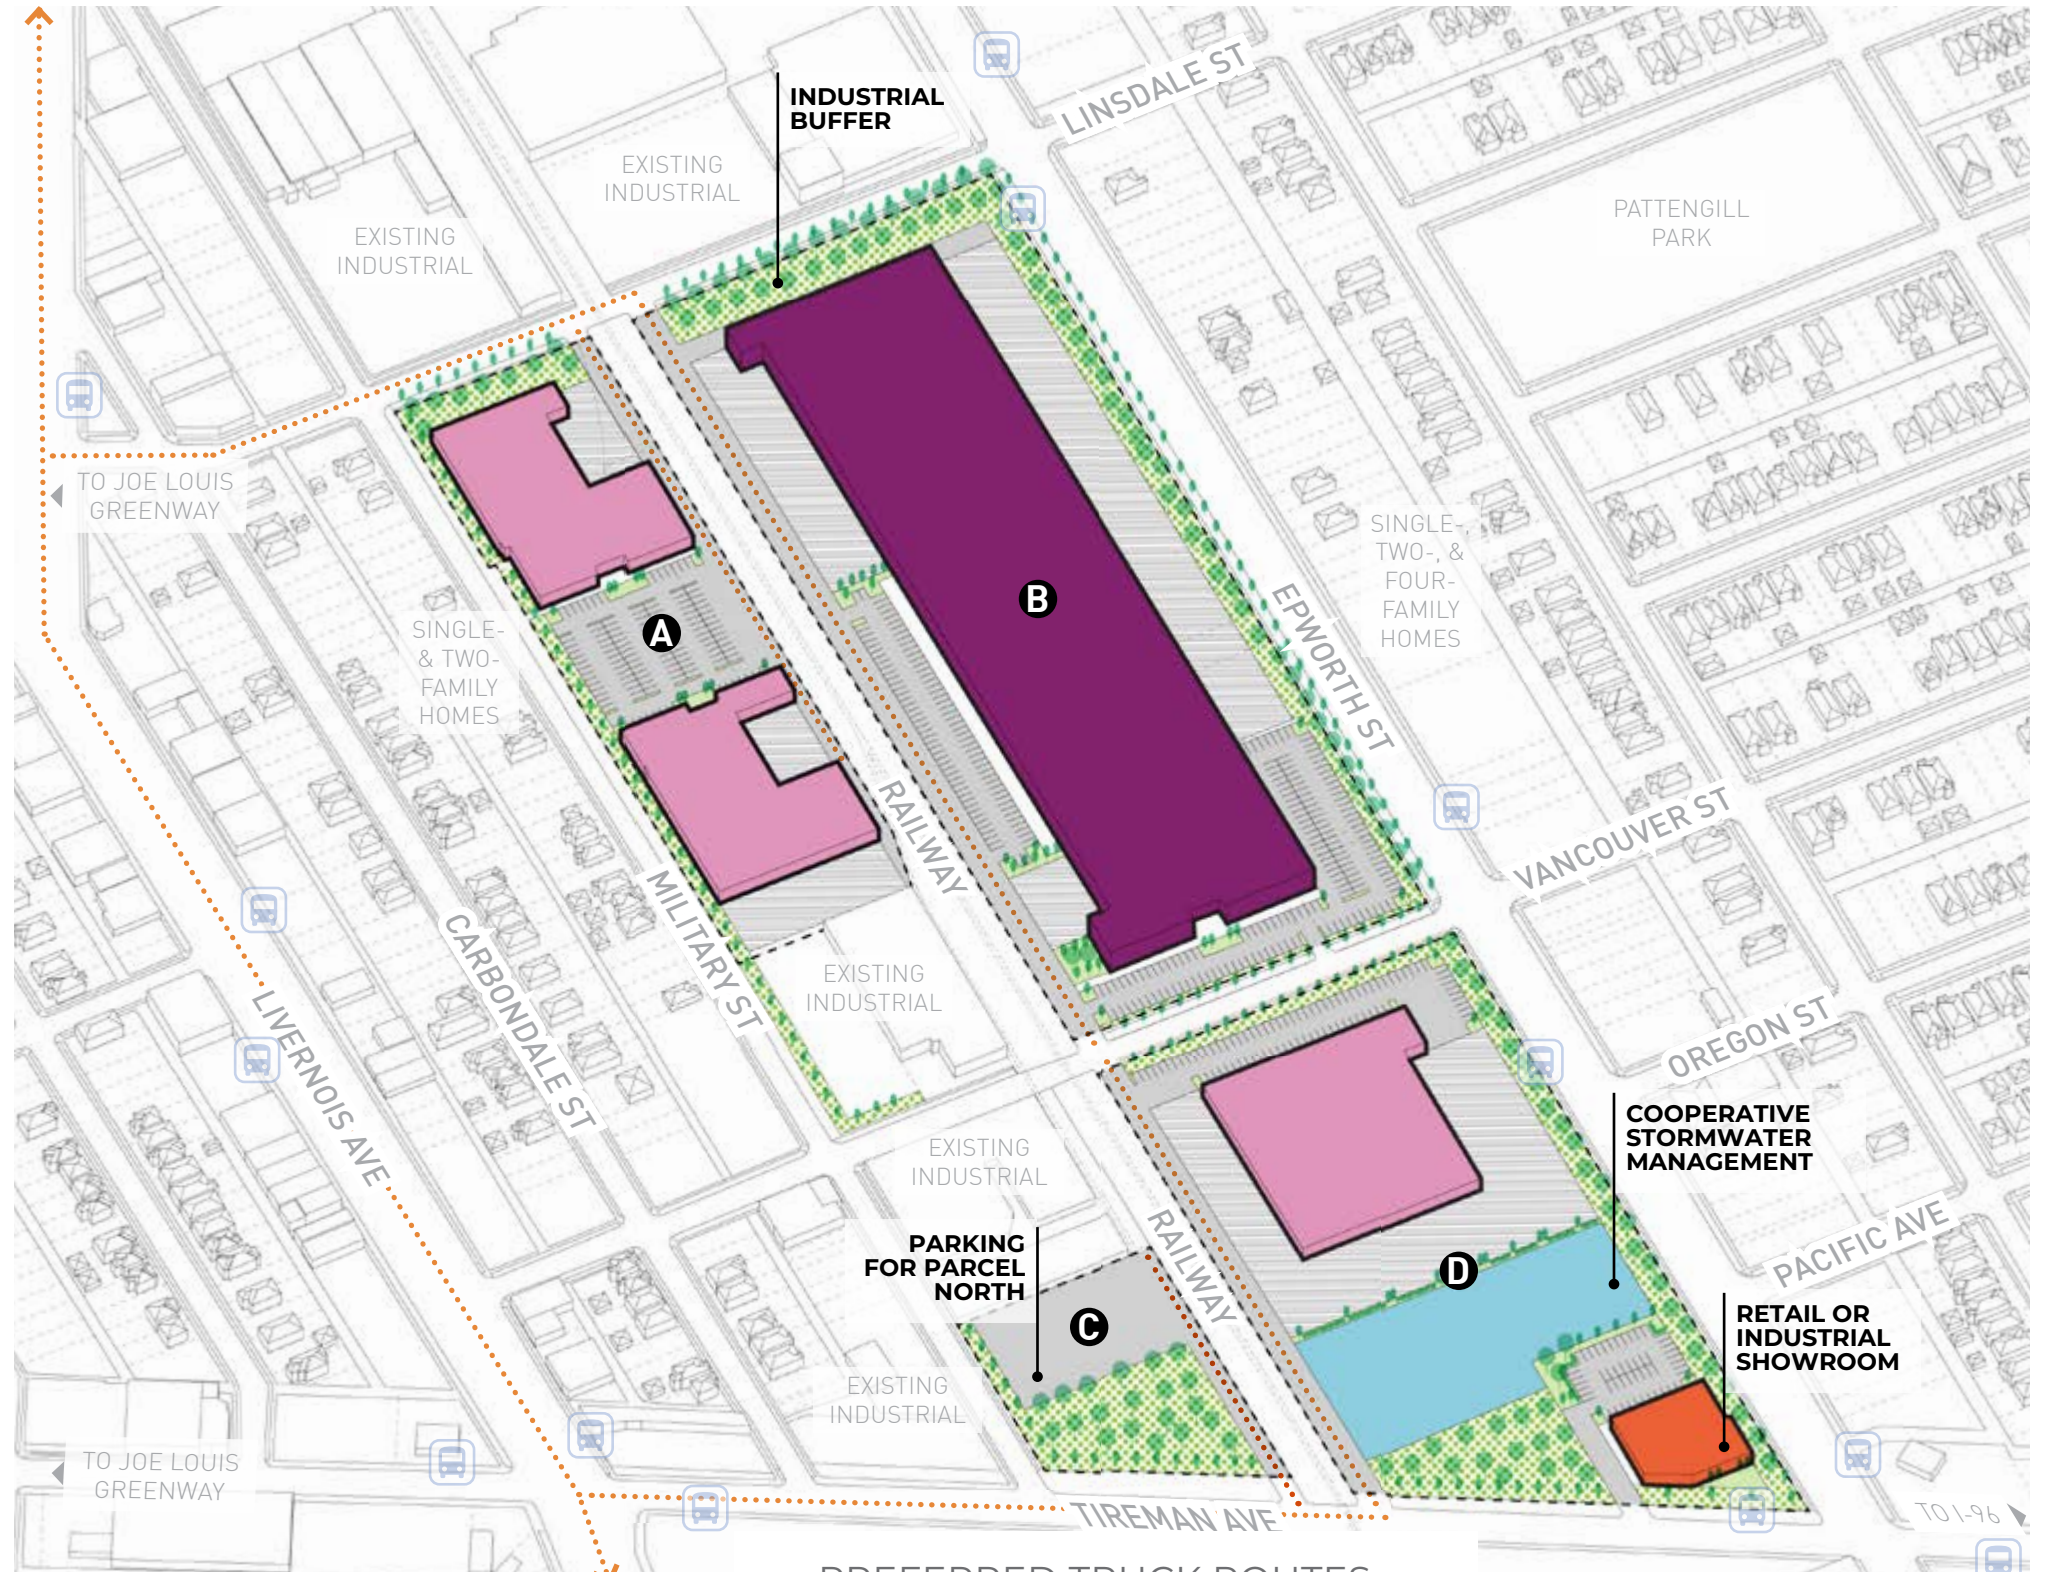 LINSDALE ST
INDUSTRIAL
BUFFER
EXISTING
INDUSTRIAL
EXISTING
INDUSTRIAL
PATTENGILL
PARK
TO JOE LOUIS
GREENWAY
SINGLE-,
TWO-, &
FOUR-
FAMILY
HOMES
SINGLE-
& TWO-
FAMILY
HOMES
A
B
EPWORTH ST
RAILWAY
VANCOUVER ST
MILITARY ST
CARBONDALE ST
LIVERNOIS AVE
EXISTING
INDUSTRIAL
OREGON ST
COOPERATIVE
STORMWATER
MANAGEMENT
EXISTING
INDUSTRIAL
PARKING
FOR PARCEL
NORTH
RAILWAY
PACIFIC AVE
C
D
RETAIL OR
INDUSTRIAL
SHOWROOM
EXISTING
INDUSTRIAL
TO JOE LOUIS
GREENWAY
TIREMAN AVE
TO I-96
PREFERRED TRUCK ROUTES